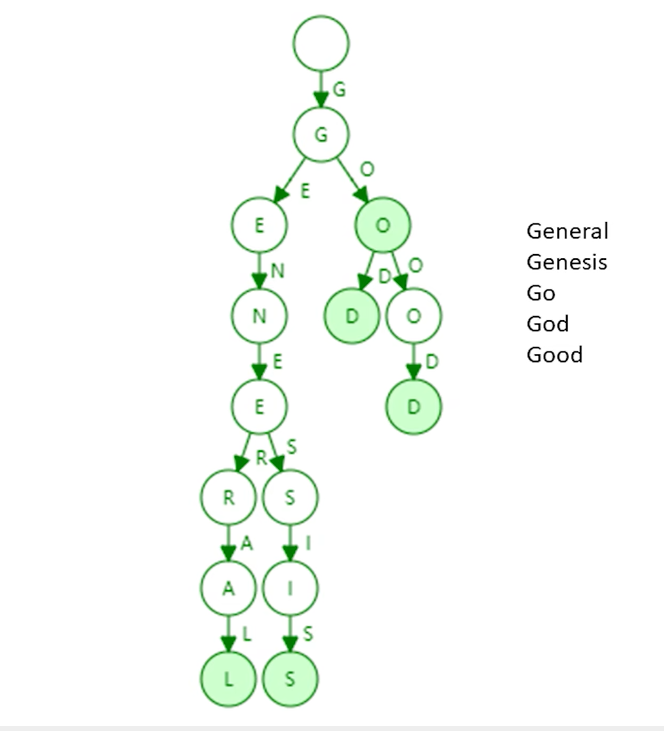 G
G
E O
E O
N D O
N D O
E D
E D
R S
R S
A I
A I
L S
L S
General
Genesis
Go
God
Good